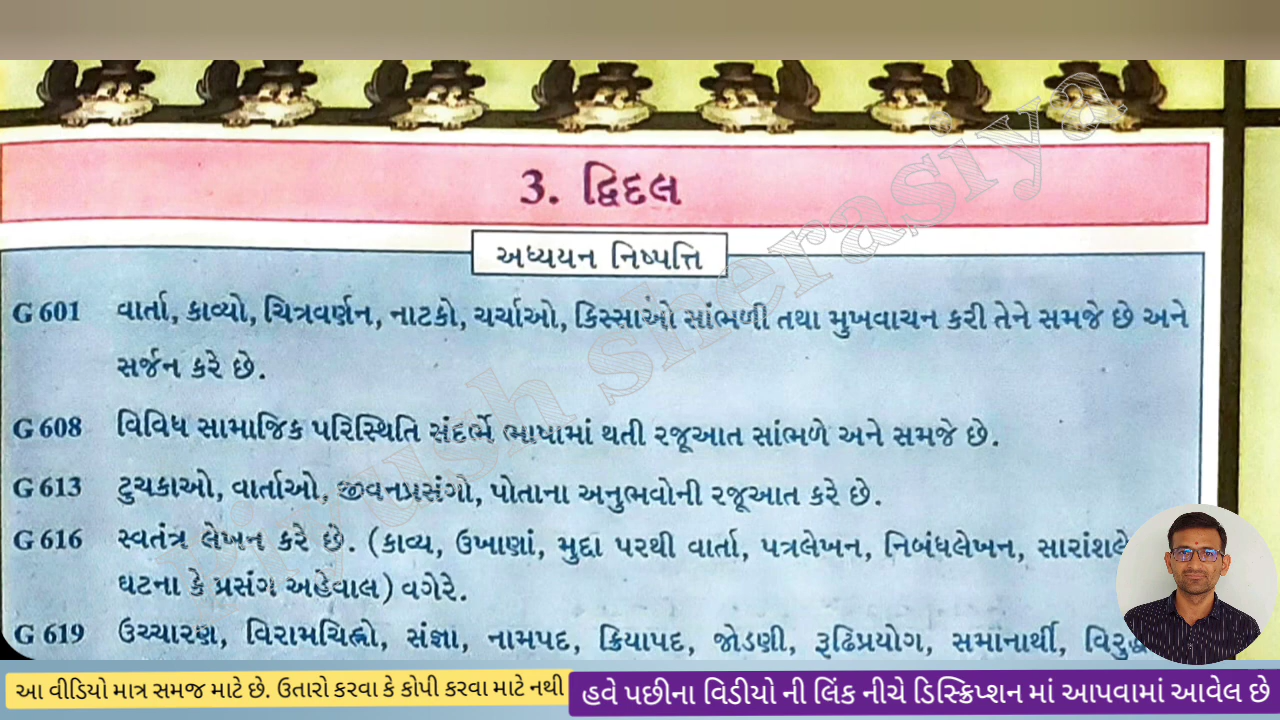 3. દ્વિદલ
અધ્યયન નિષ્પત્તિ
G 601 વાર્તા, કાવ્યો, ચિત્રવર્ણન, નાટકો, ચર્ચાઓ, કિસ્સાઓ સાંભળી તથા મુખવાચન કરી તેને સમજે છે અને
સર્જન કરે છે.
G 608 વિવિધ સામાજિક પરિસ્થિતિ સંદર્ભે ભાષામાં થતી રજૂઆત સાંભળે અને સમજે છે.
G 613 ટુચકાઓ, વાર્તાઓ, જીવનપ્રસંગો, પોતાના અનુભવોની રજૂઆત કરે છે.
G 616 સ્વતંત્ર લેખન કરે છે. (કાવ્ય, ઉખાણાં, મુદ્દા પરથી વાર્તા, પત્રલેખન, નિબંધલેખન,
ઘટના કે પ્રસંગ અહેવાલ) વગેરે.
G 619 ઉચ્ચારણ, વિરામચિહ્નો, સંજ્ઞા, નામપદ, ક્રિયાપદ, જોડણી, રૂઢિપ્રયોગ, સમાનાર્થી,
sherasiya
આ વીડિયો માત્ર સમજ માટે છે. ઉતારો કરવા કે કોપી કરવા માટે નથી
હવે પછીના વિડીયો ની લિંક નીચે ડિસ્ક્રિપ્શન માં આપવામાં આવેલ છે